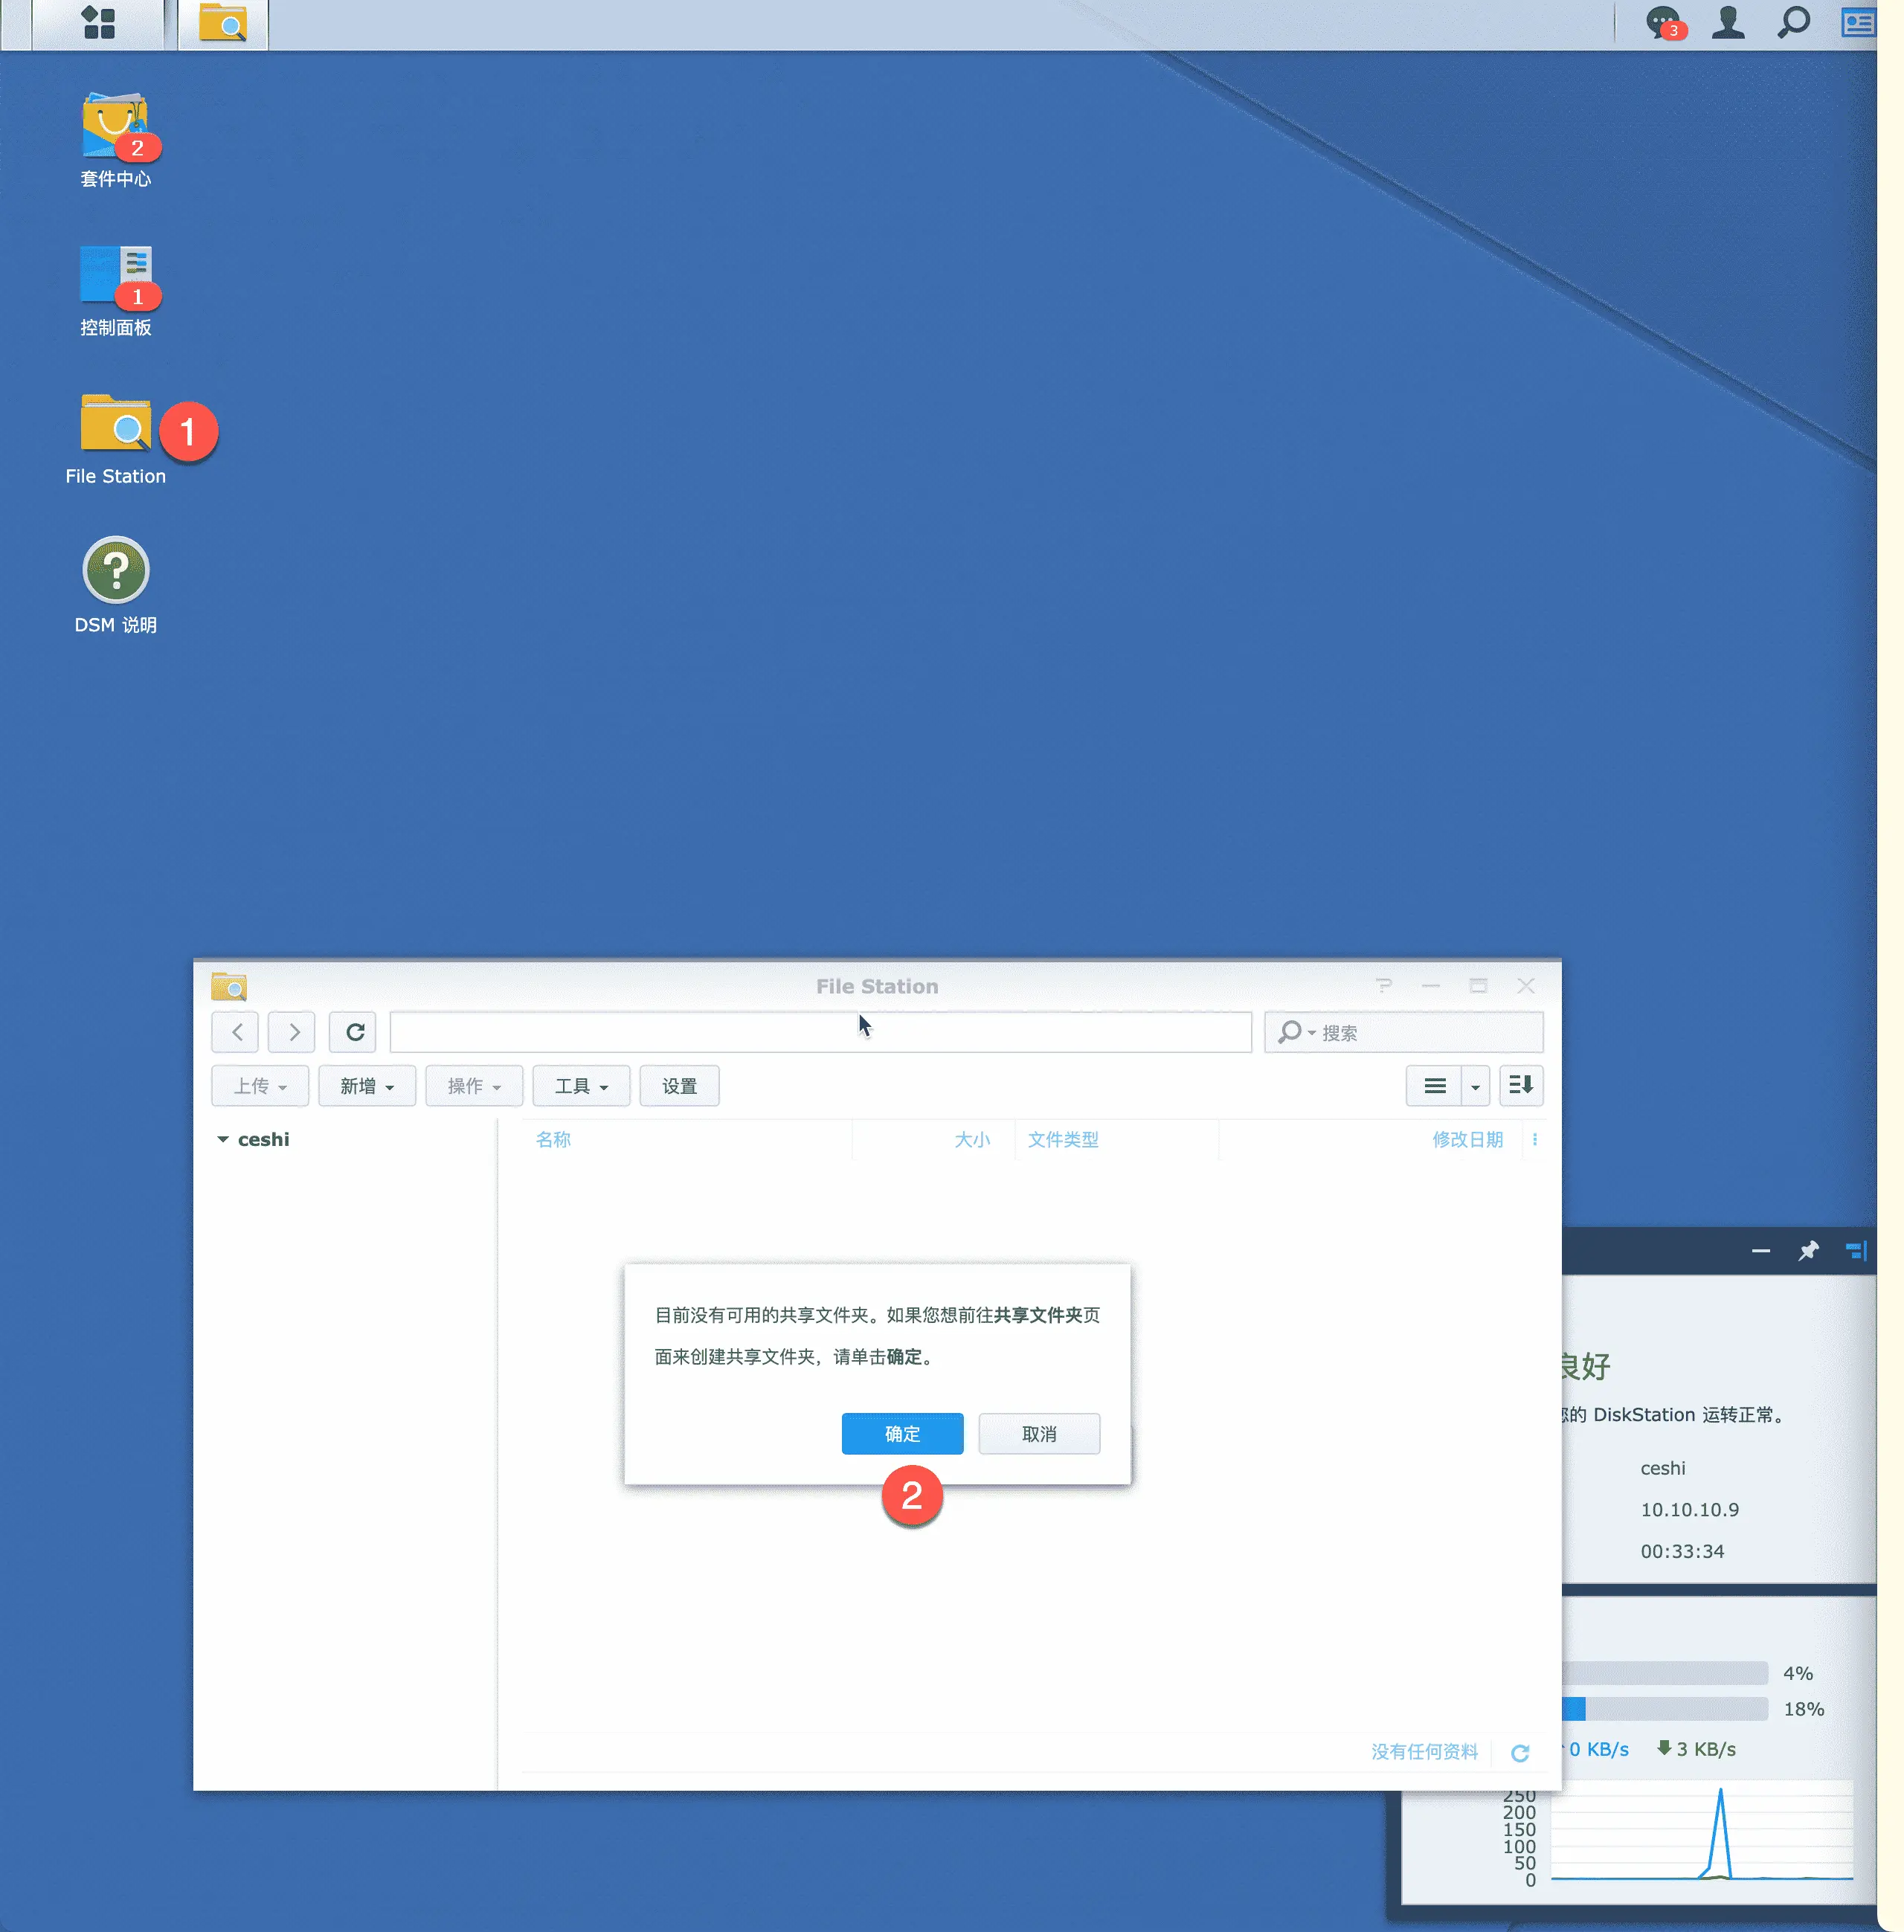 3
2
套件中心
1
控制面板
1
File Station
DSM 说明
File Station
搜索
上传
新增
操作
工具
设置
ceshi
名称
大小
文件类型
修改日期
目前没有可用的共享文件夹。如果您想前往共享文件夹页
面来创建共享文件夹，请单击确定。
确定
取消
2
没有任何资料
良好
您的 DiskStation 运转正常。
ceshi
10.10.10.9
00:33:34
4%
18%
0 KB/s
3 KB/s
250
200
150
100
50
0